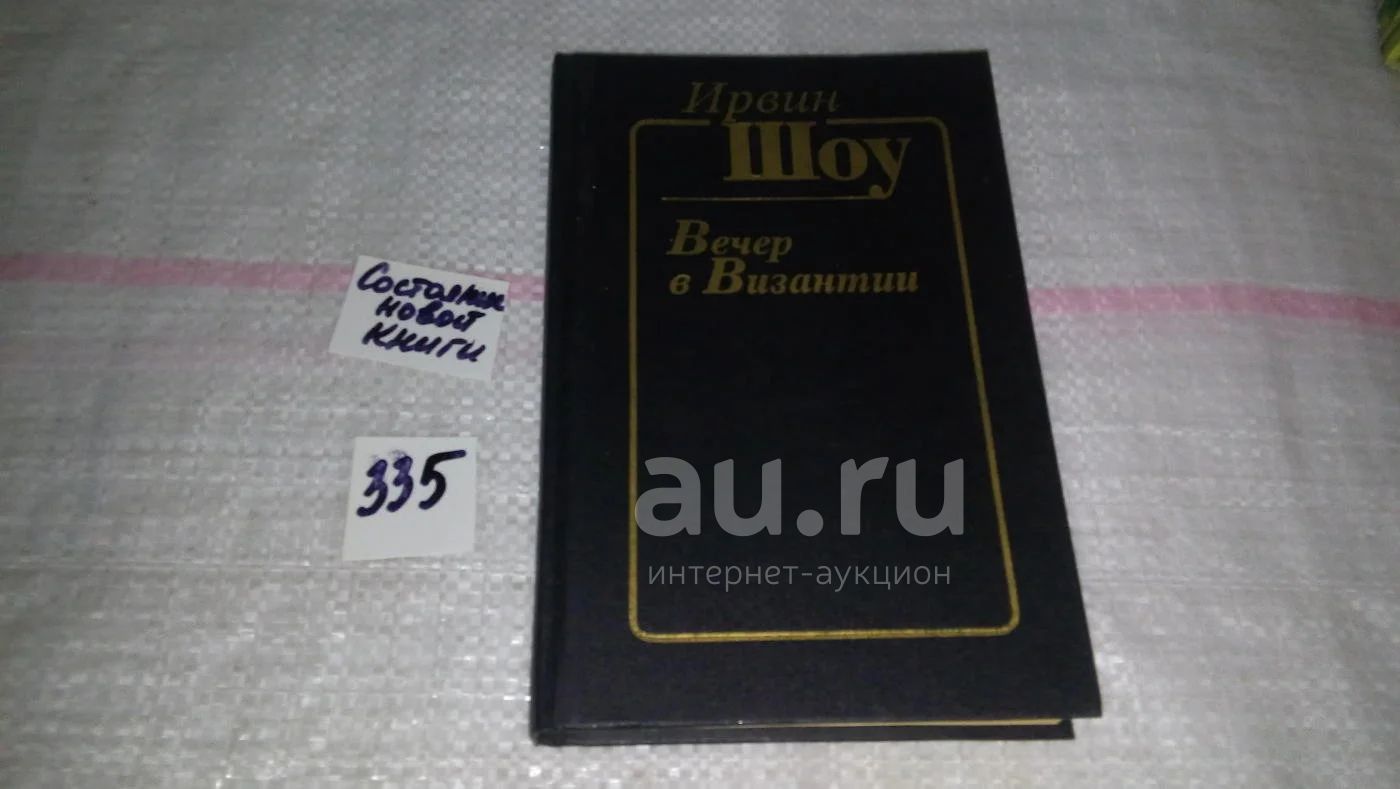 Ирвин
Шоу
Вечер
в Византии
Состояние
новой
книги
335
au.ru
интернет-аукцион